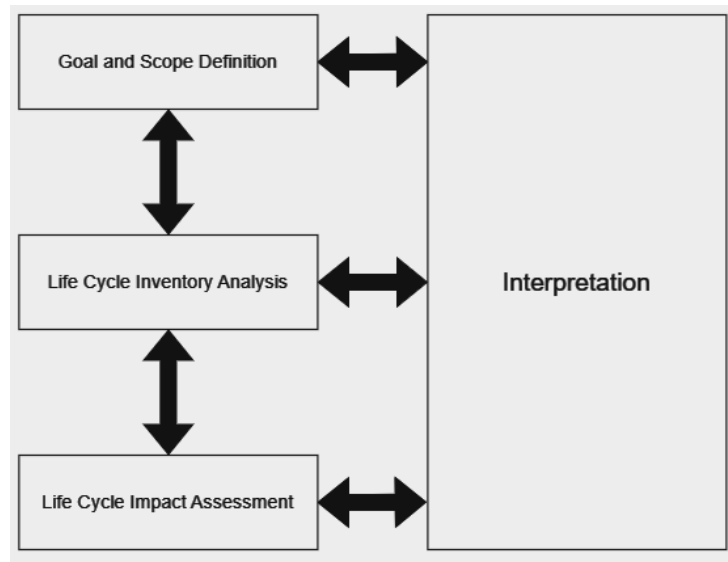 Goal and Scope Definition
Life Cycle Inventory Analysis
Interpretation
Life Cycle Impact Assessment